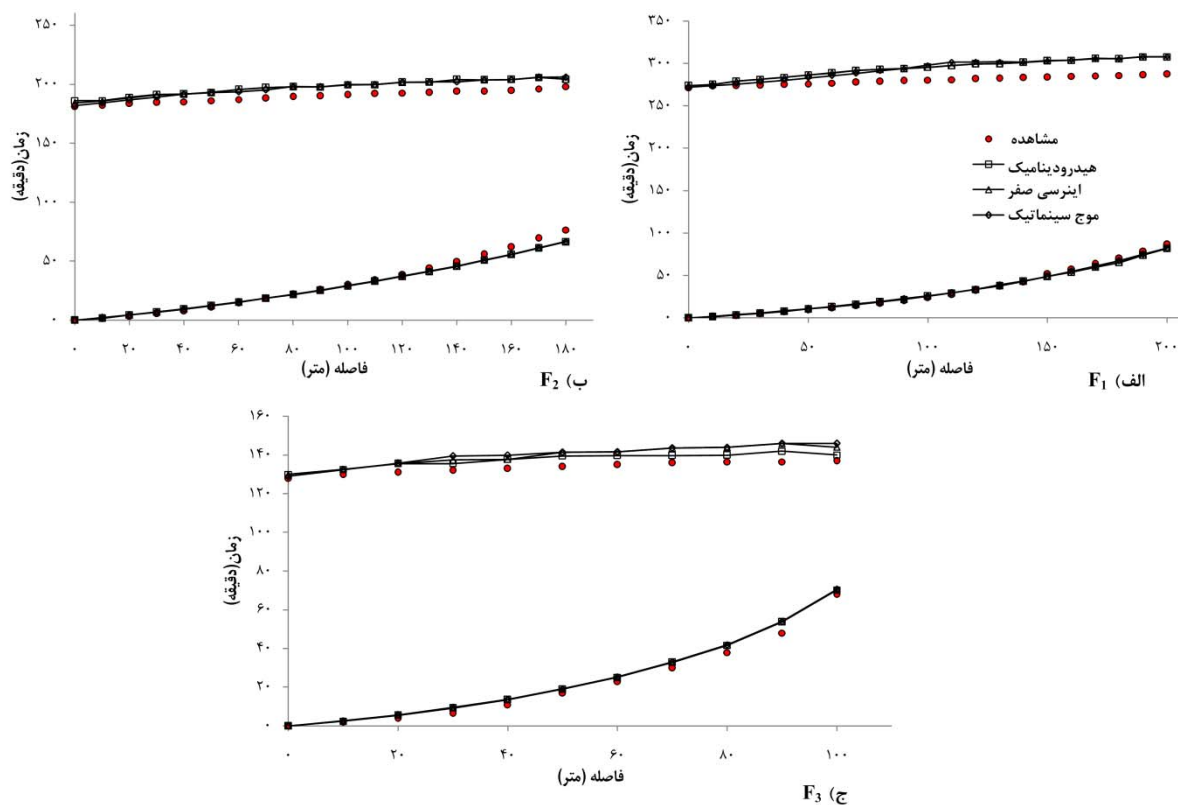 ۲۵۰
۲۰۰
۱۵۰
۱۰۰
۵۰
۰
زمان(دقیقه)
۰ ۲۰ ۴۰ ۶۰ ۸۰ ۱۰۰ ۱۲۰ ۱۴۰ ۱۶۰ ۱۸۰
فاصله (متر)
ب) F₂
۳۵۰
۳۰۰
۲۵۰
۲۰۰
۱۵۰
۱۰۰
۵۰
۰
زمان(دقیقه)
مشاهده
هیدرودینامیک
اینرسی صفر
موج سینماتیک
۰ ۵۰ ۱۰۰ ۱۵۰ ۲۰۰
فاصله (متر)
الف) F₁
۱۶۰
۱۴۰
۱۲۰
۱۰۰
۸۰
۶۰
۴۰
۲۰
۰
زمان(دقیقه)
۰ ۲۰ ۴۰ ۶۰ ۸۰ ۱۰۰
فاصله (متر)
ج) F₃